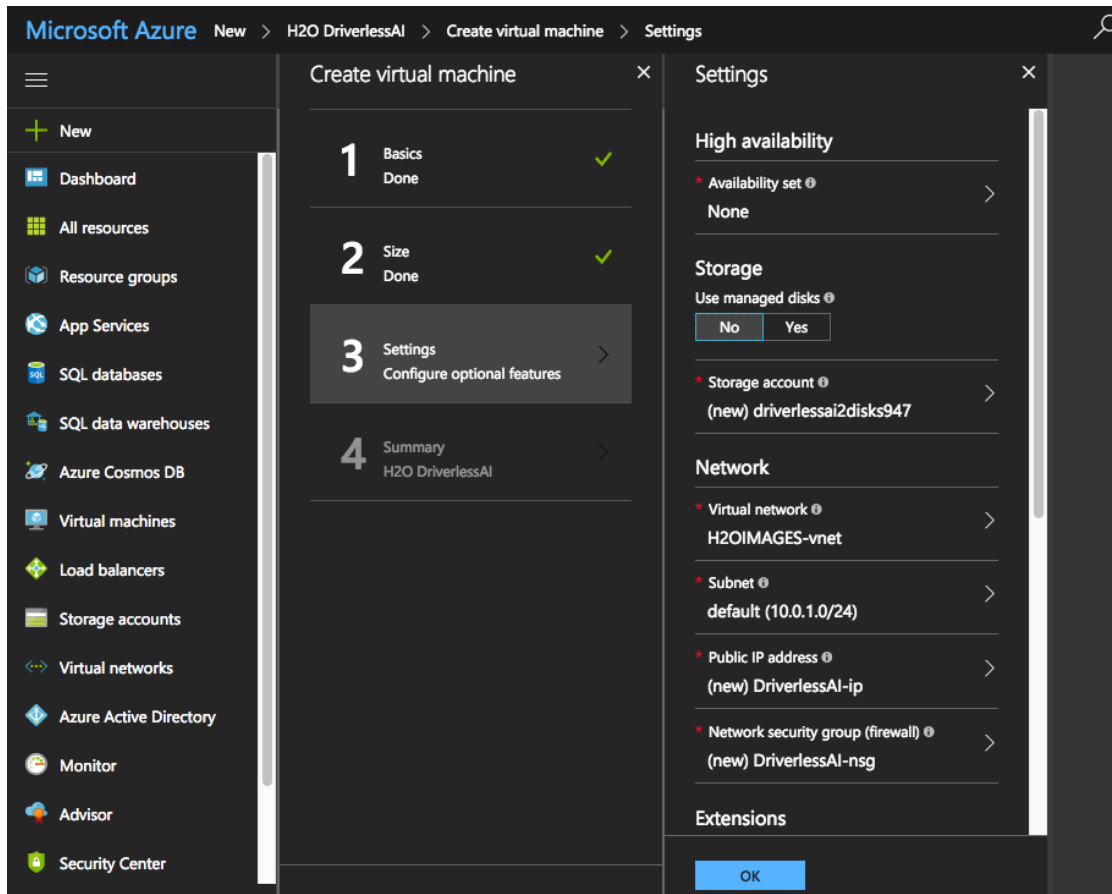 Microsoft Azure New > H2O DriverlessAI > Create virtual machine > Settings
New
Dashboard
All resources
Resource groups
App Services
SQL databases
SQL data warehouses
Azure Cosmos DB
Virtual machines
Load balancers
Storage accounts
Virtual networks
Azure Active Directory
Monitor
Advisor
Security Center
Create virtual machine
1
Basics
Done
2
Size
Done
3
Settings
Configure optional features
4
Summary
H2O DriverlessAI
Settings
High availability
* Availability set
None
Storage
Use managed disks
No Yes
* Storage account
(new) driverlessai2disks947
Network
* Virtual network
H2OIMAGES-vnet
* Subnet
default (10.0.1.0/24)
* Public IP address
(new) DriverlessAI-ip
* Network security group (firewall)
(new) DriverlessAI-nsg
Extensions
OK